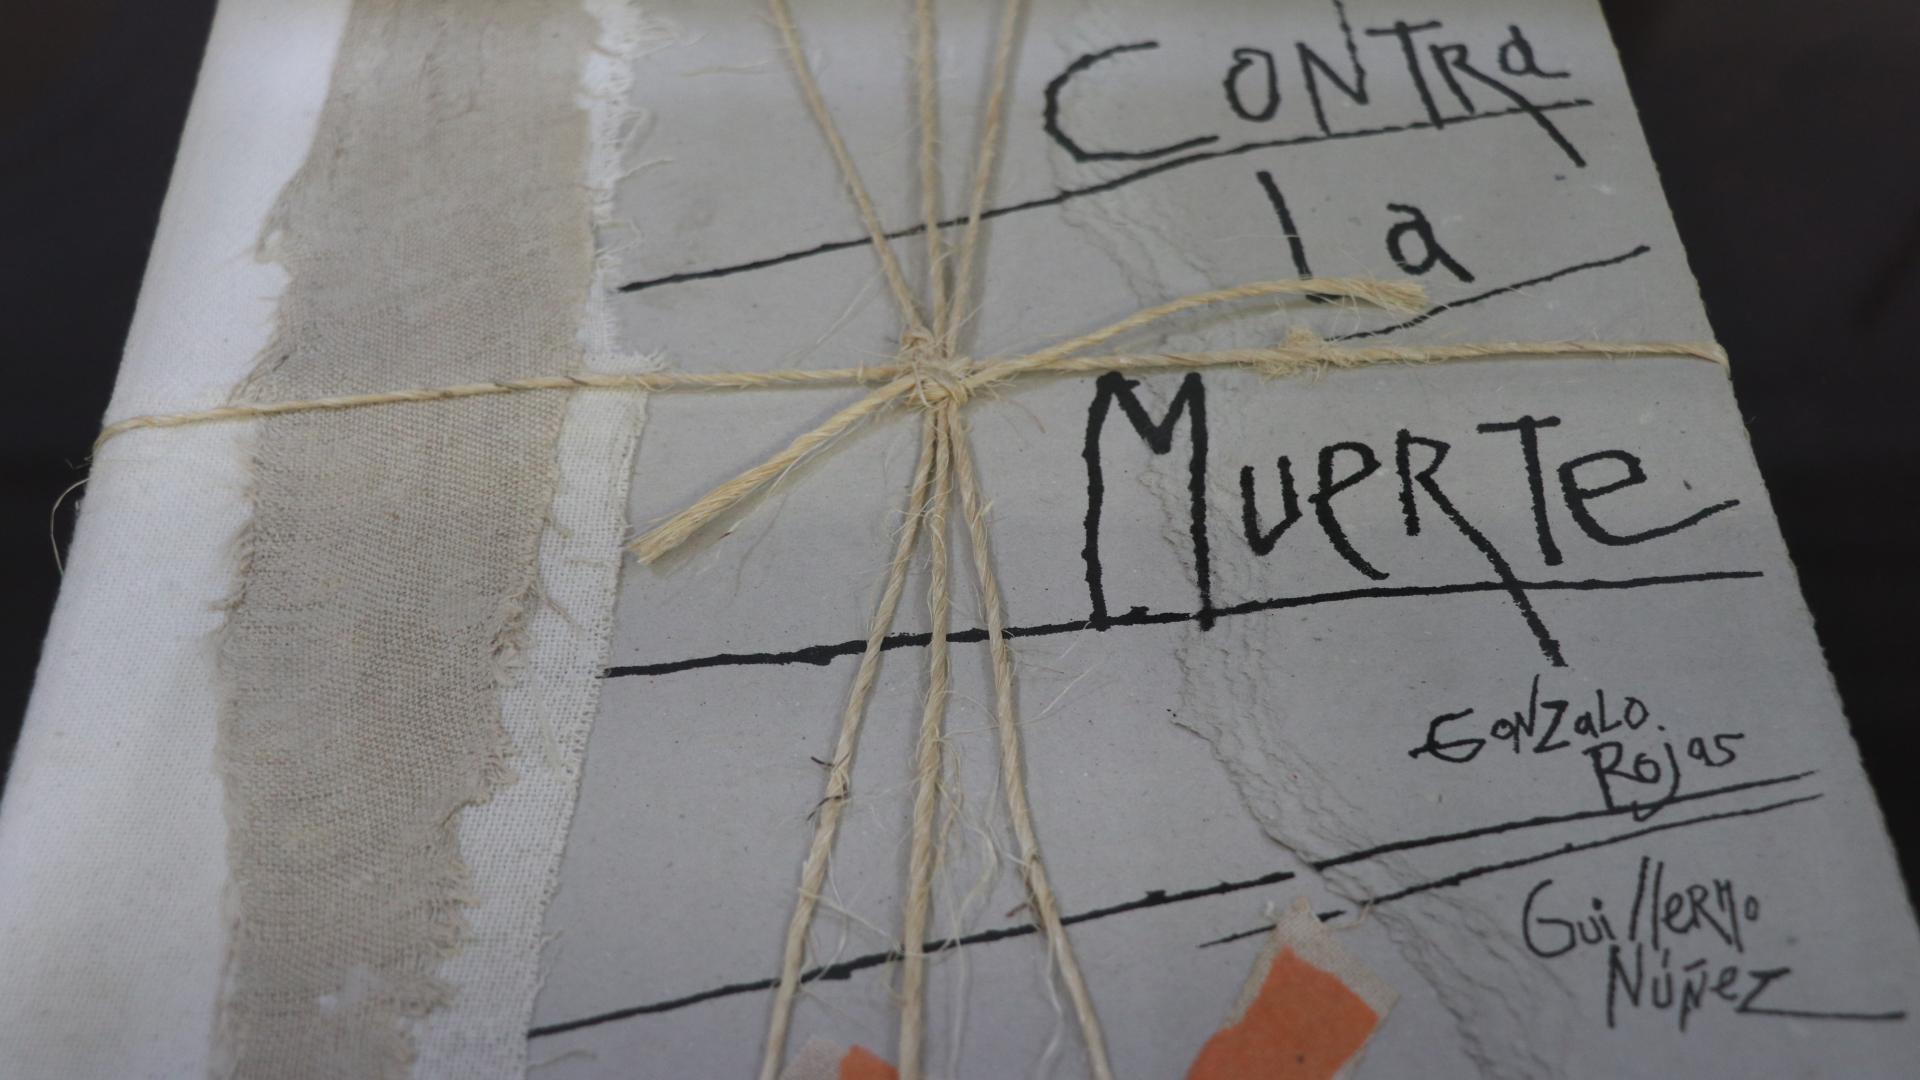 CONTRa
La
MUERTe
GONZaLO.
ROJas
GuillERMo
NÚÑeZ